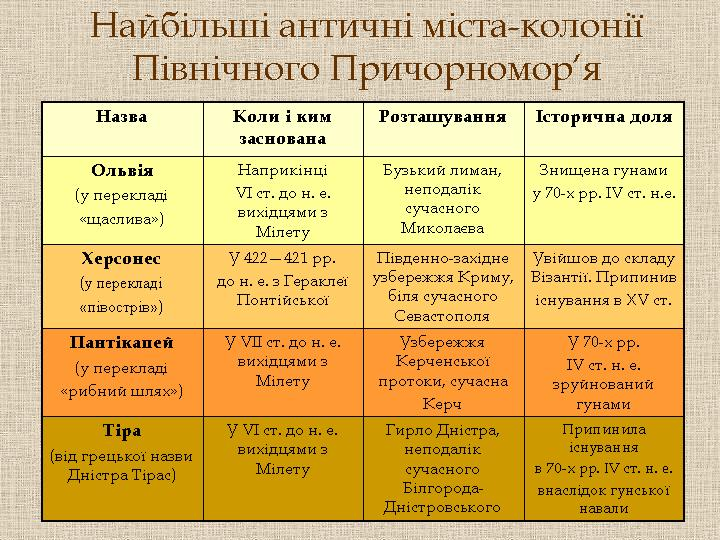 Найбільші античні міста-колонії
Північного Причорномор’я
Назва
Коли і ким
заснована
Розташування
Історична доля
Ольвія
(у перекладі
«щаслива»)
Наприкінці
VI ст. до н. е.
вихідцями з
Мілету
Бузький лиман,
неподалік
сучасного
Миколаєва
Знищена гунами
у 70-х рр. IV ст. н.е.
Херсонес
(у перекладі
«півострів»)
У 422—421 рр.
до н. е. з Гераклеї
Понтійської
Південно-західне
узбережжя Криму,
біля сучасного
Севастополя
Увійшов до складу
Візантії. Припинив
існування в XV ст.
Пантікапей
(у перекладі
«рибний шлях»)
У VII ст. до н. е.
вихідцями з
Мілету
Узбережжя
Керченської
протоки, сучасна
Керч
У 70-х рр.
IV ст. н. е.
зруйнований
гунами
Тіра
(від грецької назви
Дністра Тірас)
У VI ст. до н. е.
вихідцями з
Мілету
Гирло Дністра,
неподалік
сучасного
Білгорода-
Дністровського
Припинила
існування
в 70-х рр. IV ст. н. е.
внаслідок гунської
навали